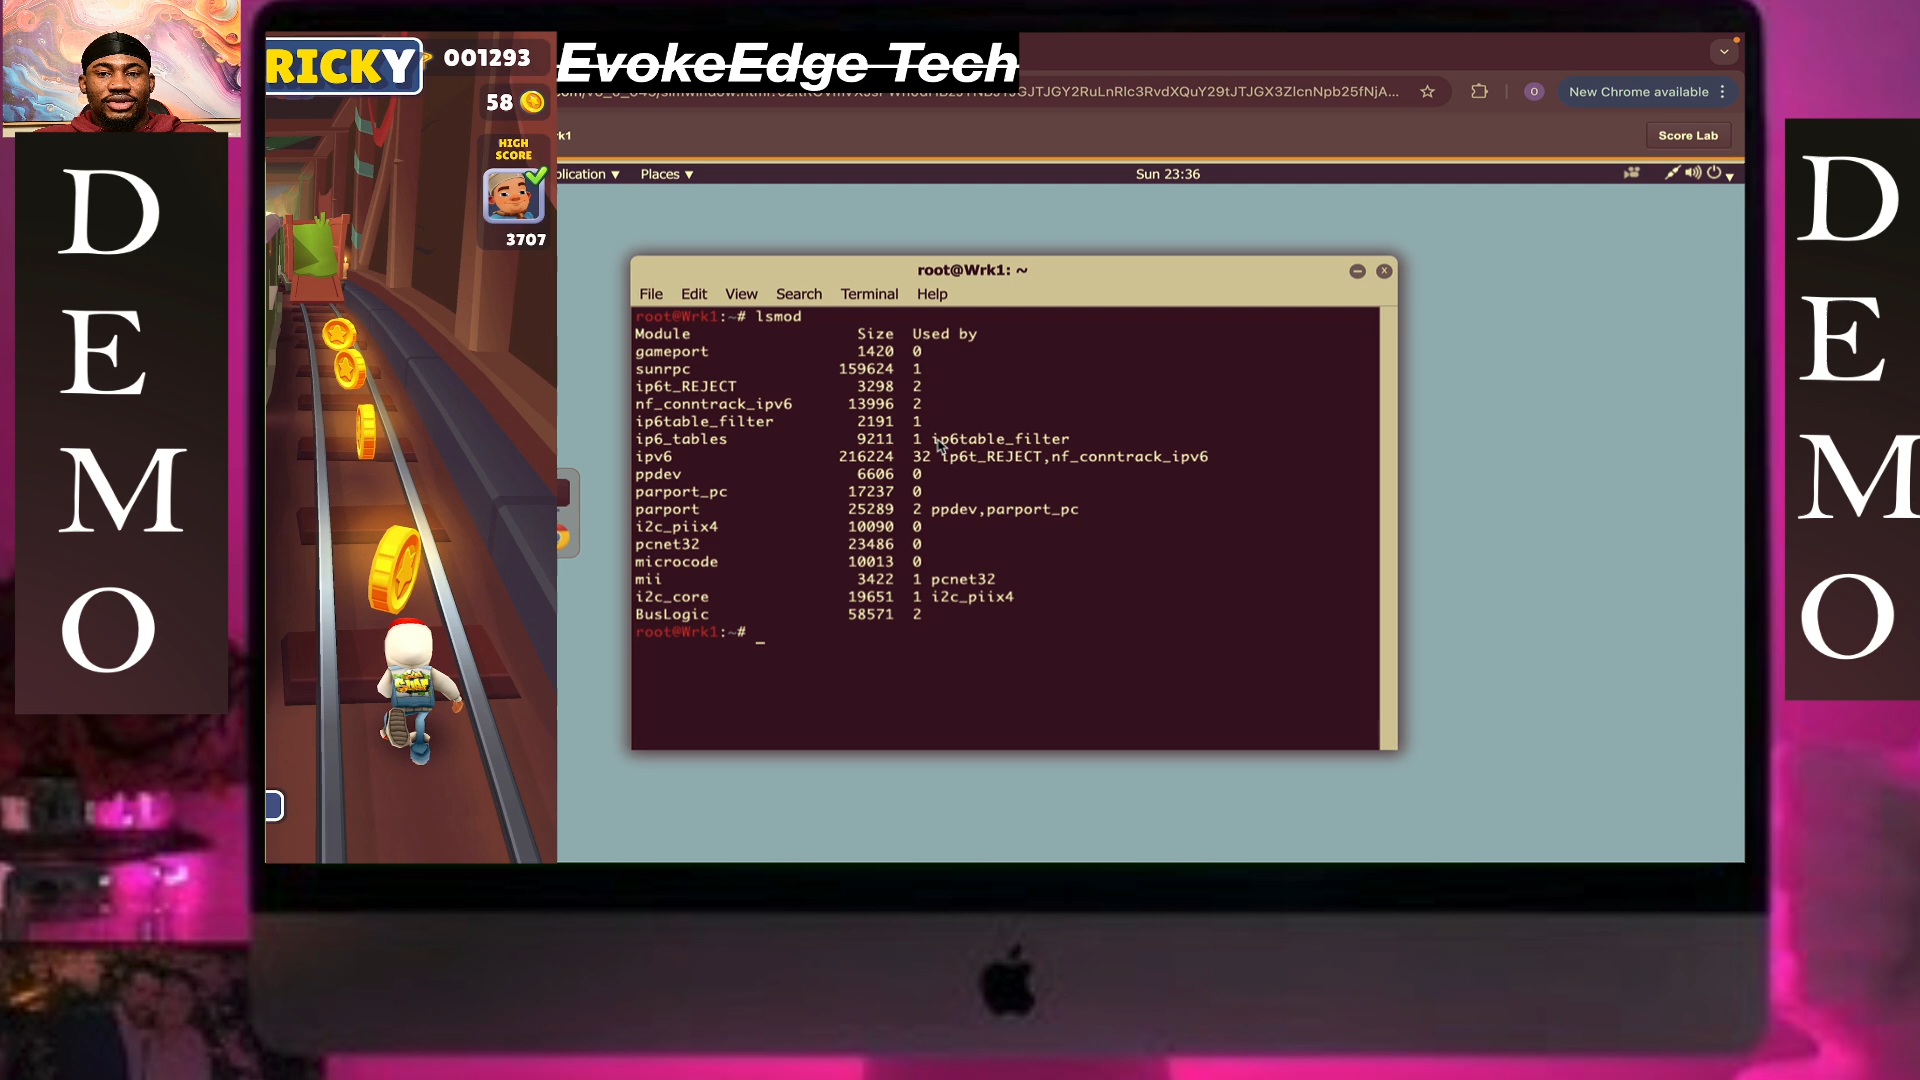 RICKY
001293
58
HIGH
SCORE
3707
EvokeEdge Tech
New Chrome available
Score Lab
plication ▼ Places ▼ Sun 23:36
root@Wrk1: ~
File Edit View Search Terminal Help
root@Wrk1:~# lsmod
Module Size Used by
gameport 1420 0
sunrpc 159624 1
ip6t_REJECT 3298 2
nf_conntrack_ipv6 13996 2
ip6table_filter 2191 1
ip6_tables 9211 1 ip6table_filter
ipv6 216224 32 ip6t_REJECT,nf_conntrack_ipv6
ppdev 6606 0
parport_pc 17237 0
parport 25289 2 ppdev,parport_pc
i2c_piix4 10090 0
pcnet32 23486 0
microcode 10013 0
mii 3422 1 pcnet32
i2c_core 19651 1 i2c_piix4
BusLogic 58571 2
root@Wrk1:~# _
DEMO
DEMO